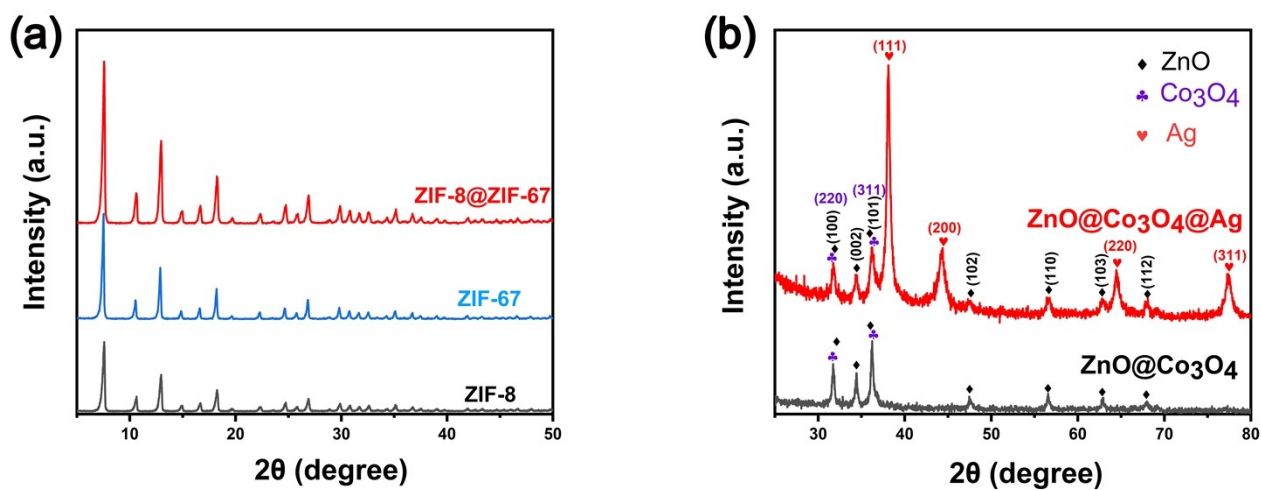 (a)
Intensity (a.u.)
ZIF-8@ZIF-67
ZIF-67
ZIF-8
10 20 30 40 50
2θ (degree)
(b)
Intensity (a.u.)
♦ ZnO
♣ Co₃O₄
♥ Ag
(111)
(220)
(100)
(002)
(311)
(101)
(200)
(102)
(110)
(103)
(220)
(112)
(311)
ZnO@Co₃O₄@Ag
ZnO@Co₃O₄
30 40 50 60 70 80
2θ (degree)